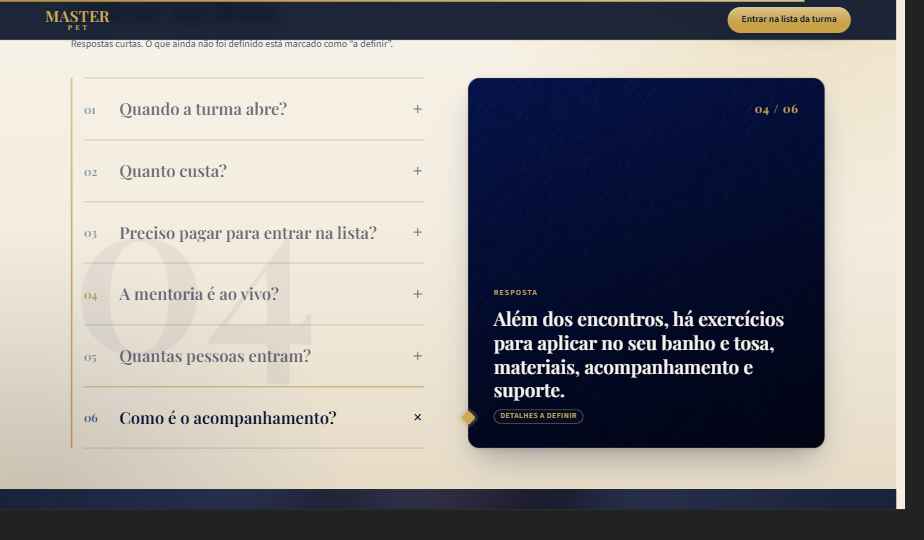 MASTER
PET
Entrar na lista da turma
Respostas curtas. O que ainda não foi definido está marcado como “a definir”.
01 Quando a turma abre? +
02 Quanto custa? +
03 Preciso pagar para entrar na lista? +
04 A mentoria é ao vivo? +
05 Quantas pessoas entram? +
06 Como é o acompanhamento? ×
04
04 / 06
RESPOSTA
Além dos encontros, há exercícios
para aplicar no seu banho e tosa,
materiais, acompanhamento e
suporte.
DETALHES A DEFINIR